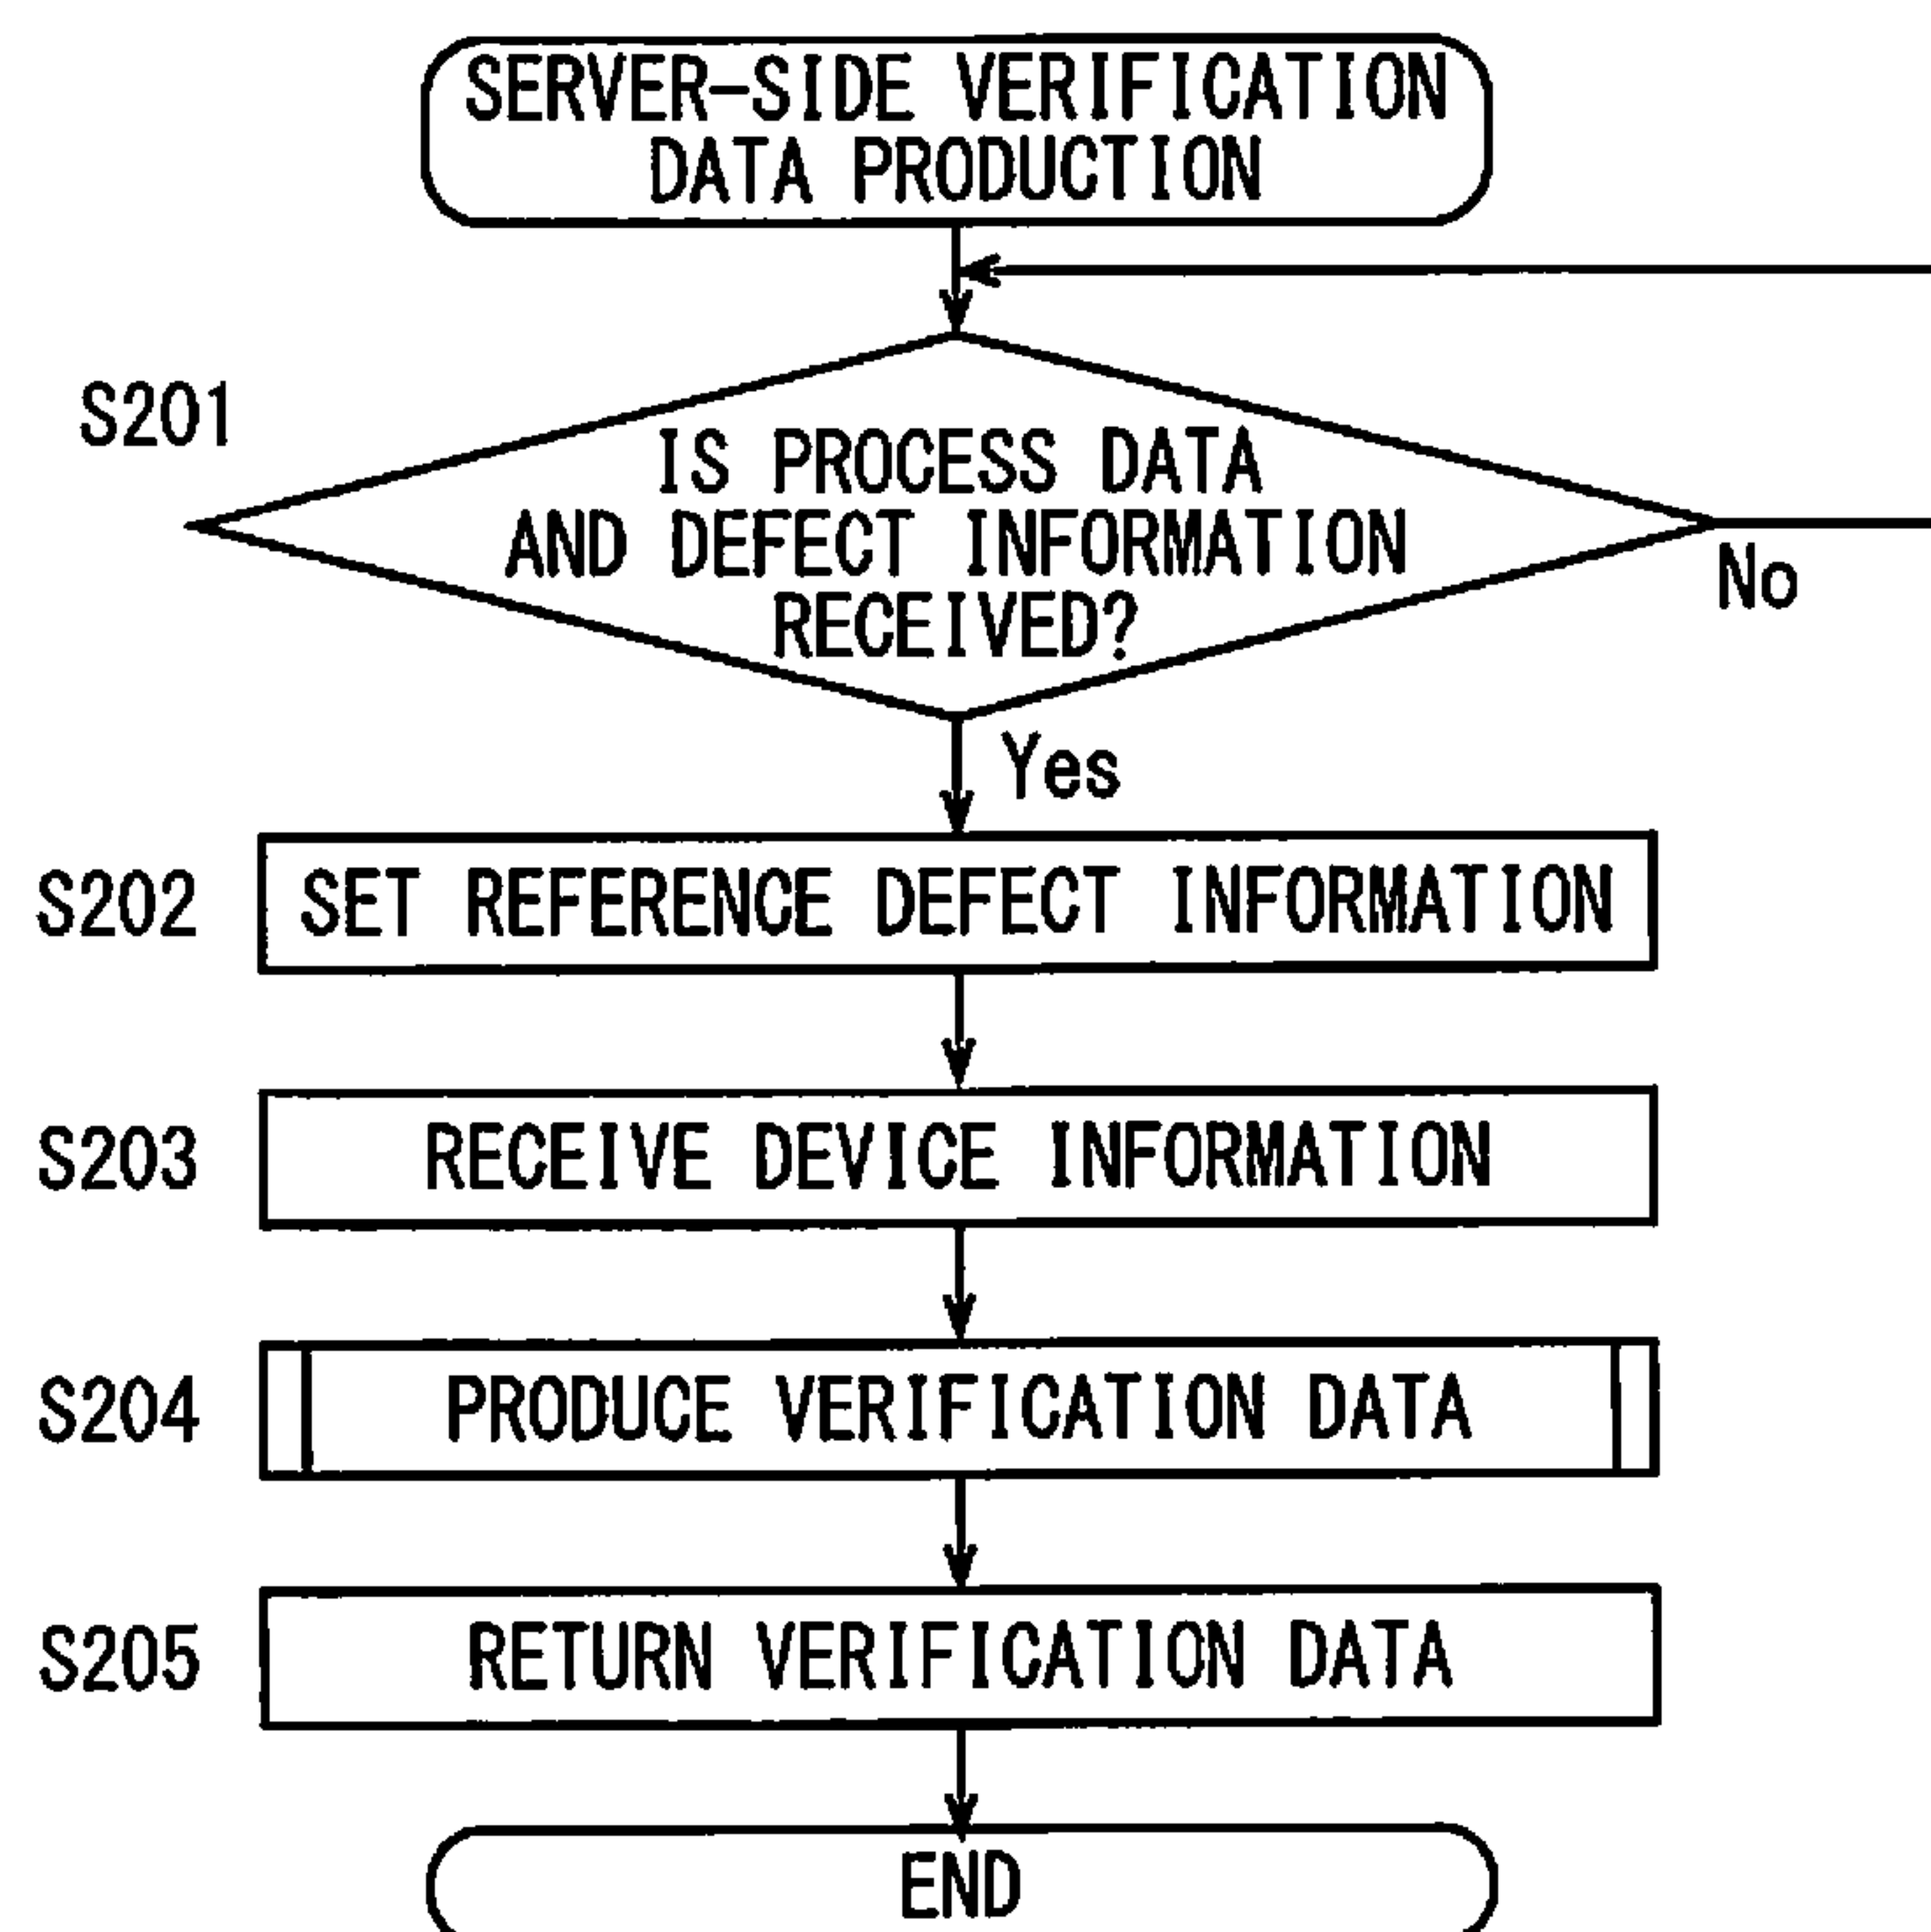 SERVER-SIDE VERIFICATION
DATA PRODUCTION
S201
IS PROCESS DATA
AND DEFECT INFORMATION
RECEIVED?
No
Yes
S202 SET REFERENCE DEFECT INFORMATION
S203 RECEIVE DEVICE INFORMATION
S204 PRODUCE VERIFICATION DATA
S205 RETURN VERIFICATION DATA
END